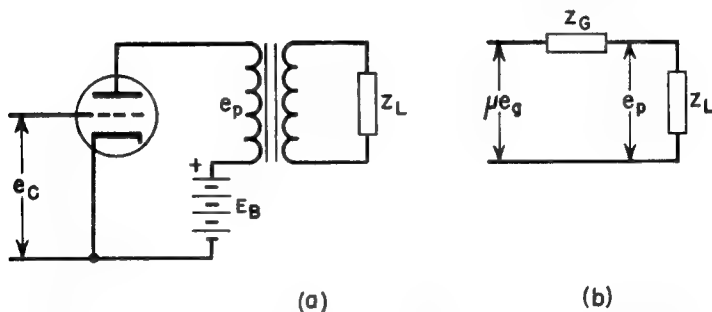 e_p
Z_L
+
E_B
e_c
(a)
Z_G
μe_g
e_p
Z_L
(b)